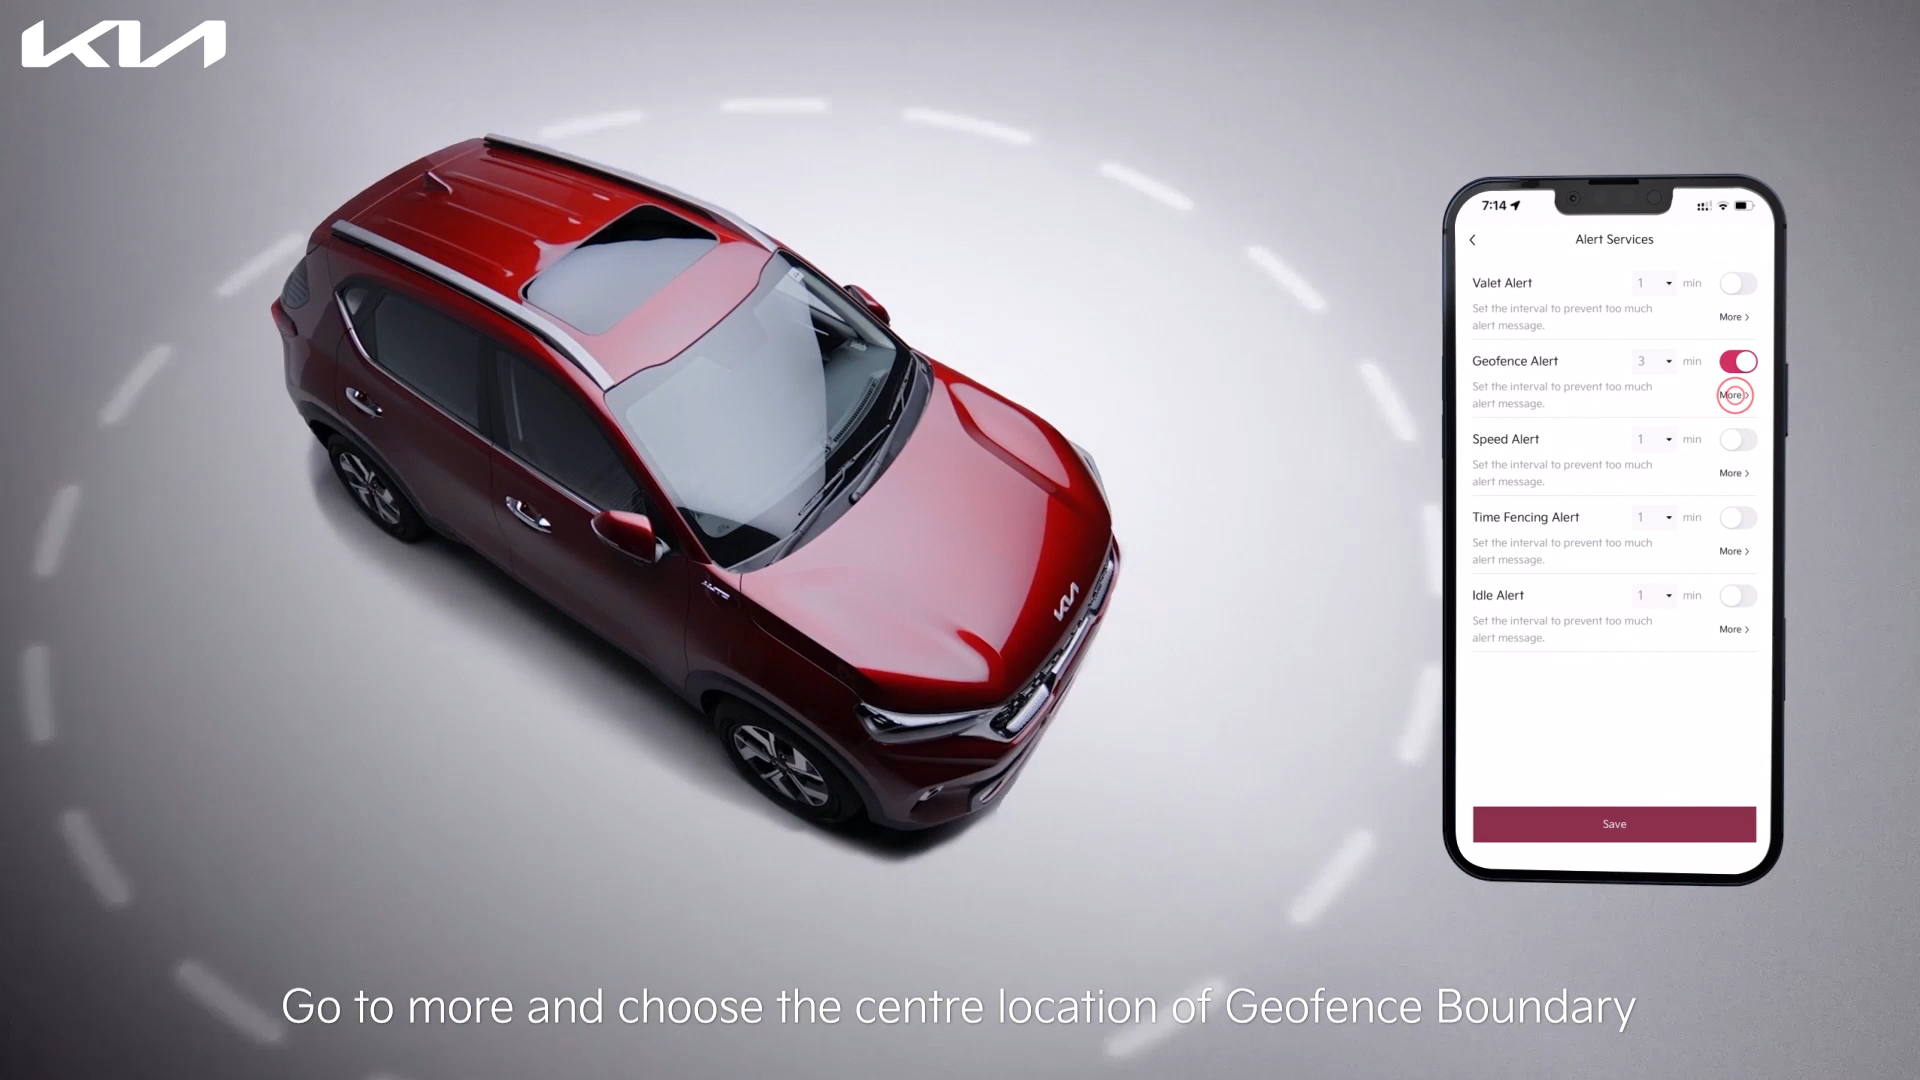 KIA
7:14
Alert Services
Valet Alert 1 min
Set the interval to prevent too much
alert message.
More >
Geofence Alert 3 min
Set the interval to prevent too much
alert message.
More >
Speed Alert 1 min
Set the interval to prevent too much
alert message.
More >
Time Fencing Alert 1 min
Set the interval to prevent too much
alert message.
More >
Idle Alert 1 min
Set the interval to prevent too much
alert message.
More >
Save
KIA
Go to more and choose the centre location of Geofence Boundary